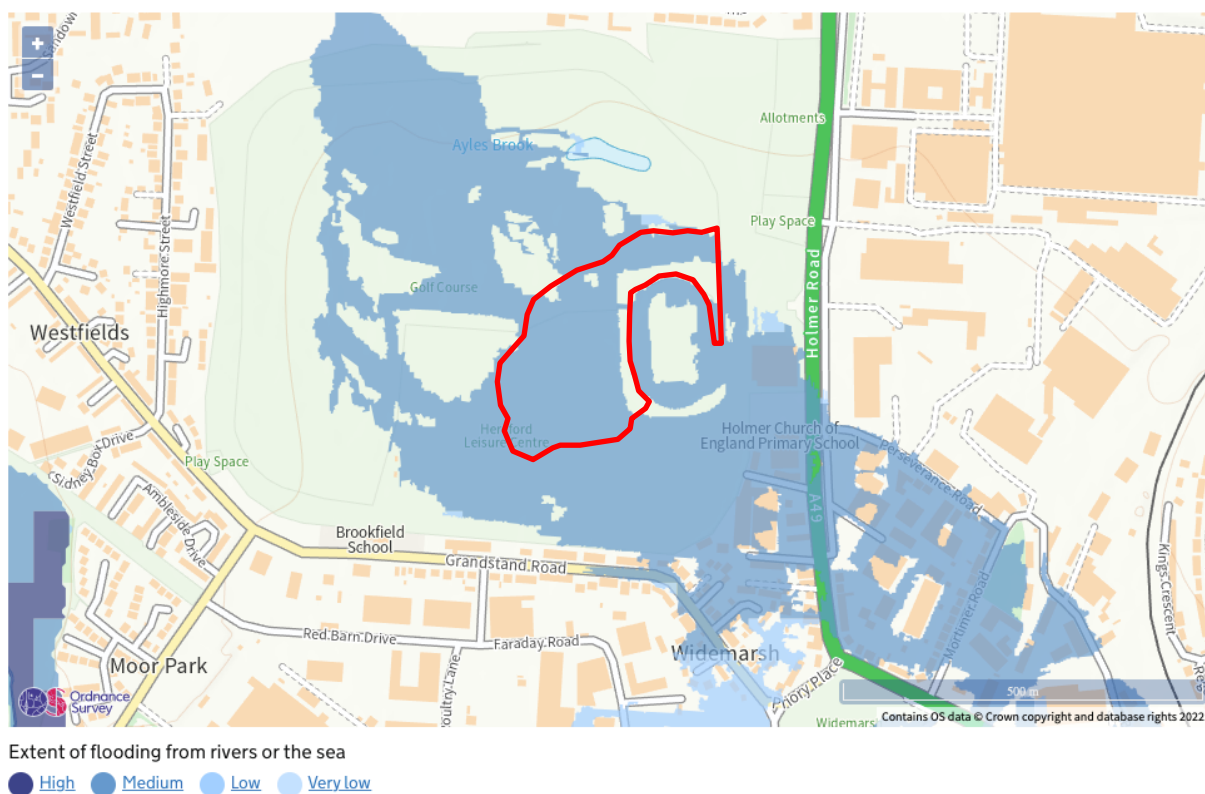 +
−
Sandown
Westfield Street
Highmore Street
Ayles Brook
Allotments
Play Space
Holmer Road
Golf Course
Westfields
Hereford
Leisure Centre
Holmer Church of
England Primary School
Play Space
Sidney Box Drive
Ambleside Drive
Perseverance Road
A49
Brookfield
School
Grandstand Road
Kings Crescent
Mortimer Road
Red Barn Drive
Faraday Road
Widemarsh
Moor Park
Poultry Lane
Priory Place
500 m
Ordnance
Survey
Widemars
Contains OS data © Crown copyright and database rights 2022
Extent of flooding from rivers or the sea
High Medium Low Very low